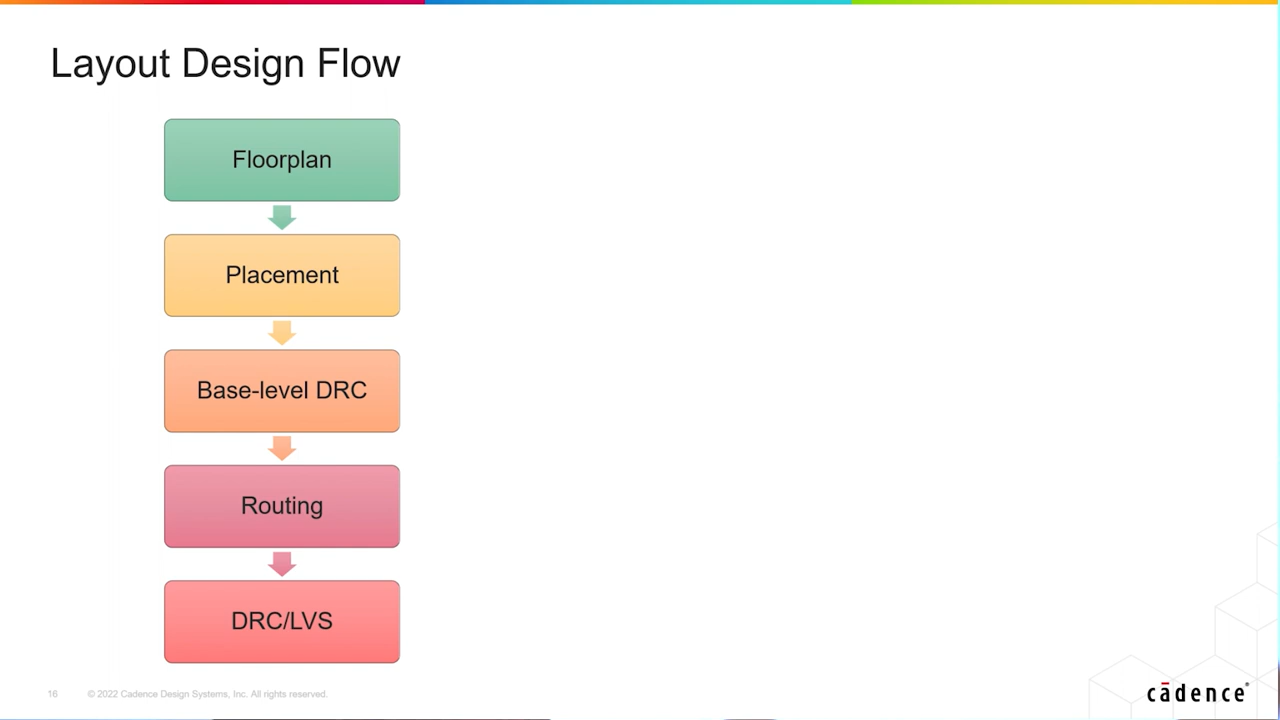 Layout Design Flow
Floorplan
Placement
Base-level DRC
Routing
DRC/LVS
16
© 2022 Cadence Design Systems, Inc. All rights reserved.
cādence®